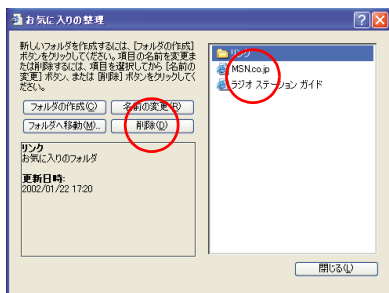 お気に入りの整理
新しいフォルダを作成するには、[フォルダの作成]
ボタンをクリックしてください。項目の名前を変更ま
たは削除するには、項目を選択してから [名前の
変更] ボタン、または [削除] ボタンをクリックしてく
ださい。
フォルダの作成(C)
名前の変更(R)
フォルダへ移動(M)...
削除(D)
リンク
お気に入りのフォルダ
更新日時:
2002/01/22 17:20
リンク
MSN.co.jp
ラジオ ステーション ガイド
閉じる(L)